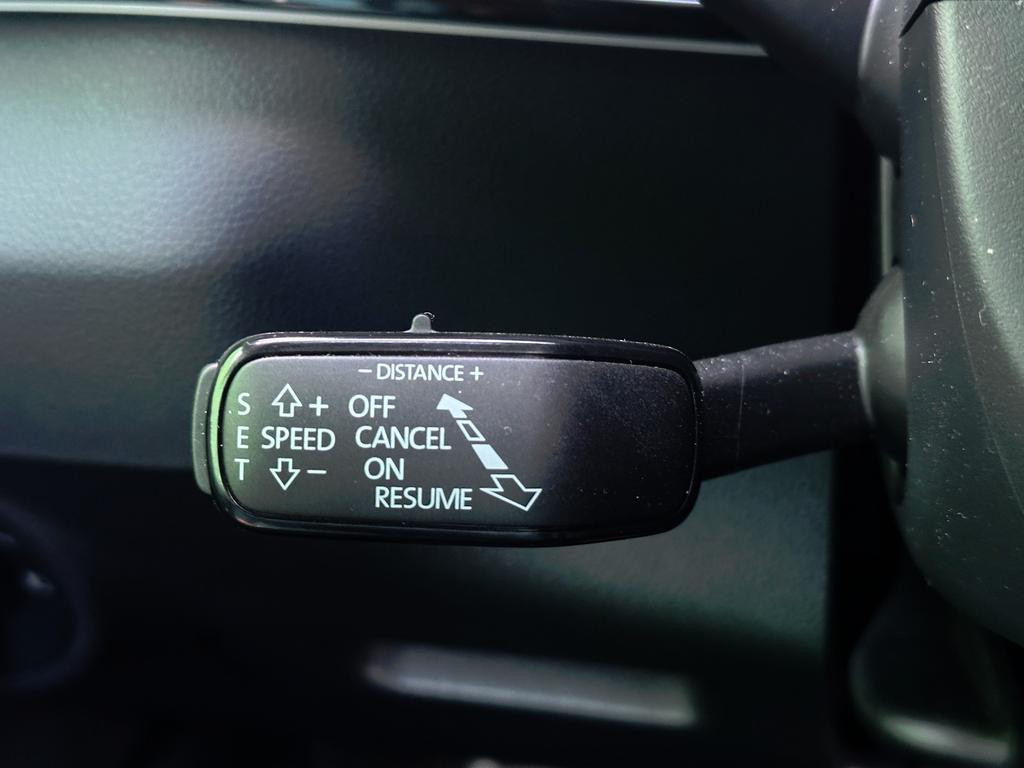 − DISTANCE +
S + OFF
E SPEED CANCEL
T − ON
RESUME